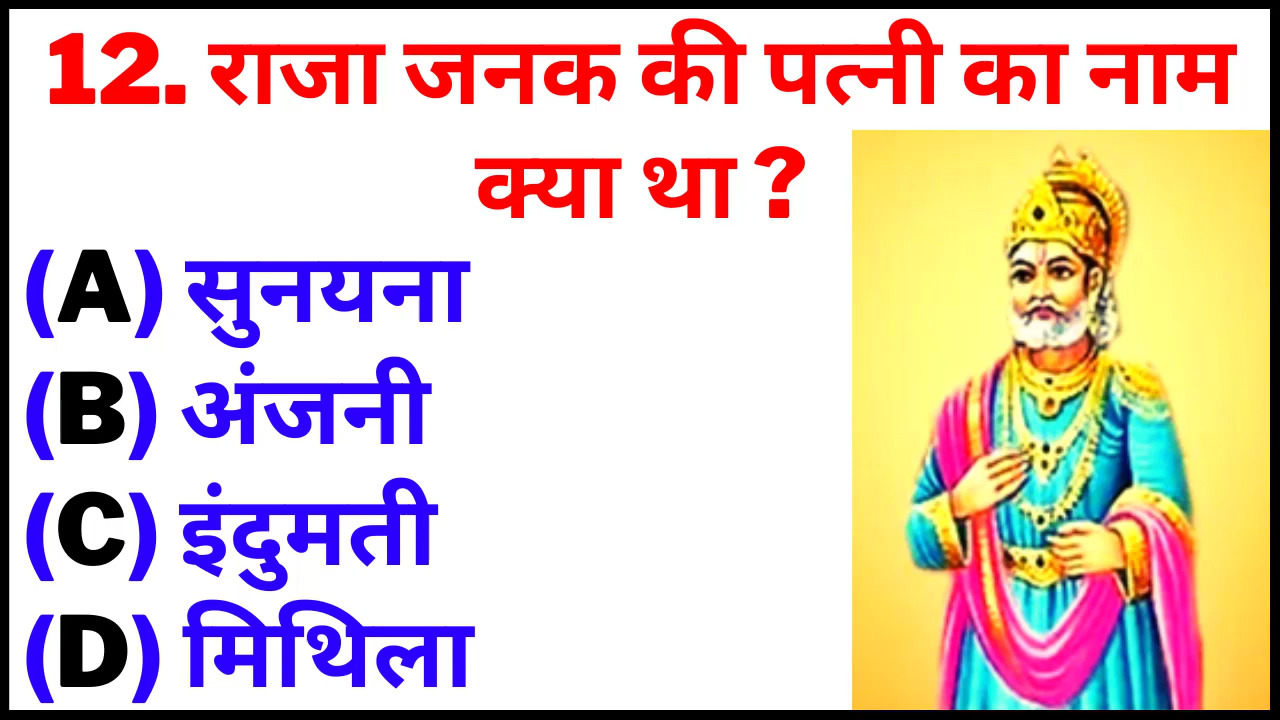 12. राजा जनक की पत्नी का नाम
क्या था ?
(A) सुनयना
(B) अंजनी
(C) इंदुमती
(D) मिथिला